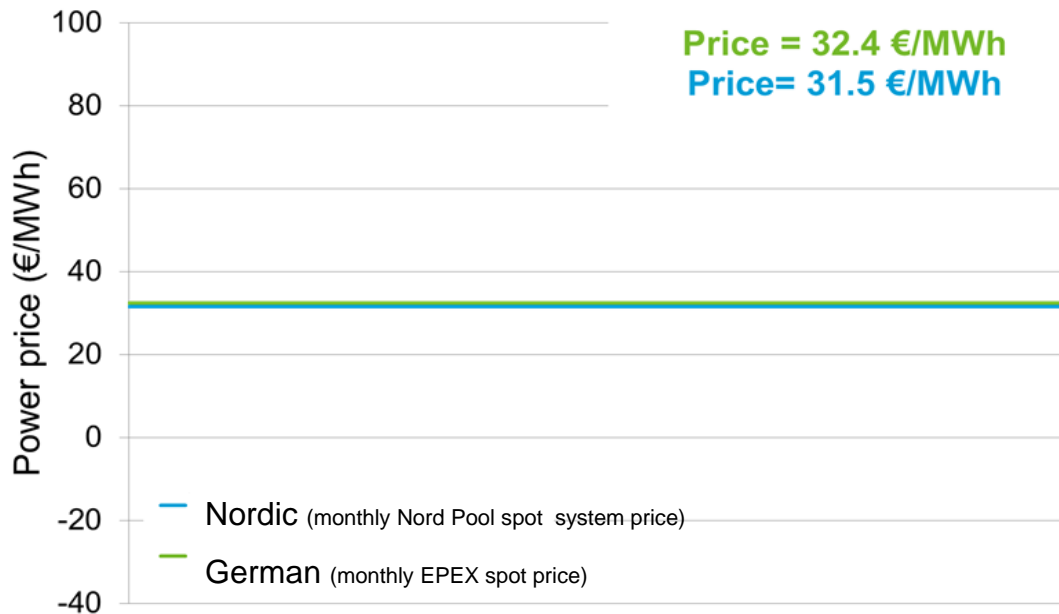 100
Price = 32.4 €/MWh
Price= 31.5 €/MWh
80
60
Power price (€/MWh)
40
20
0
Nordic (monthly Nord Pool spot  system price)
-20
German (monthly EPEX spot price)
-40